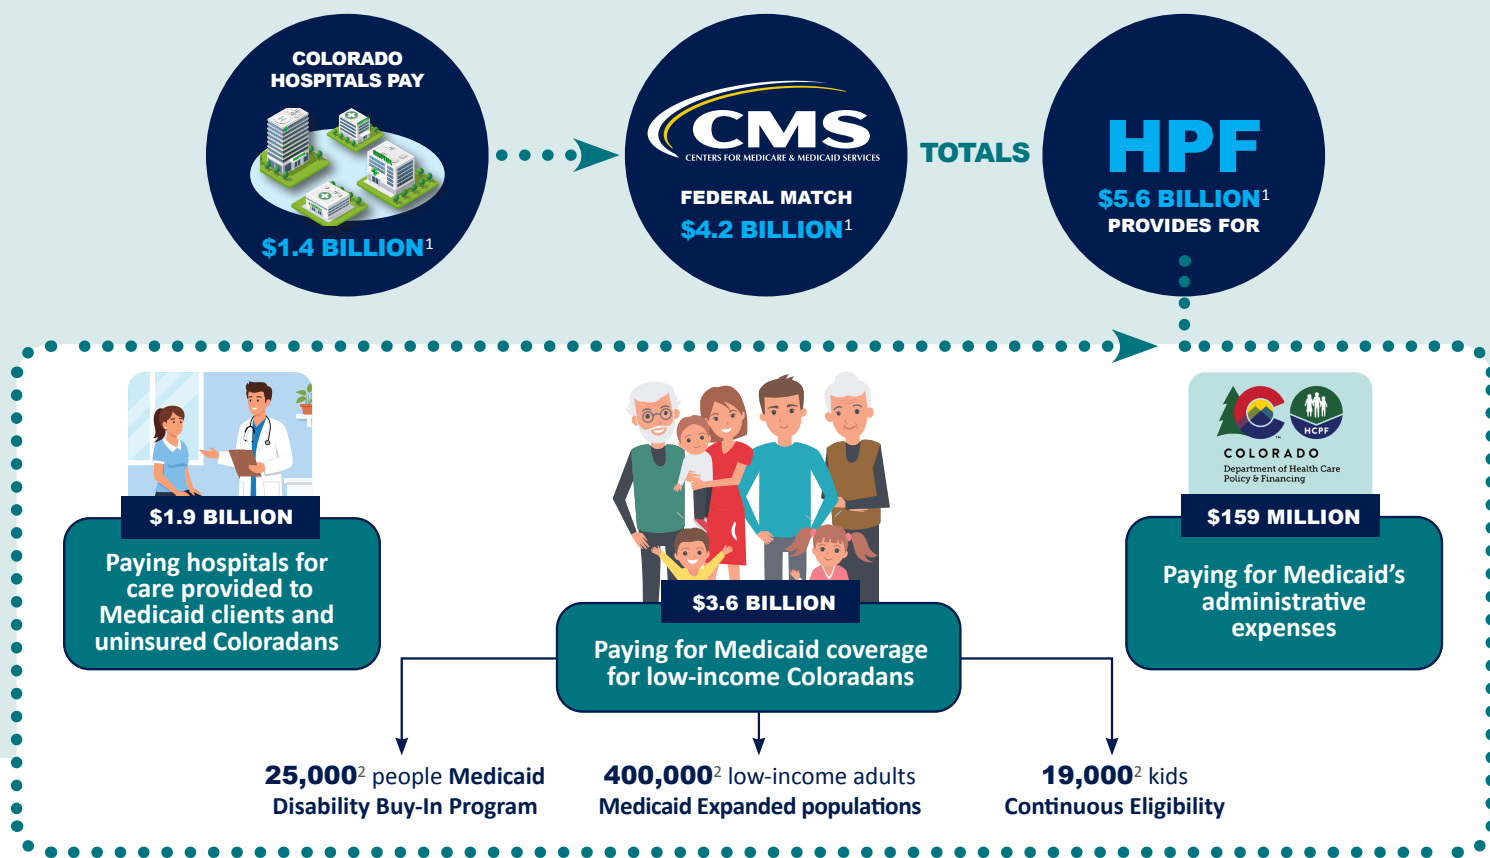 COLORADO
HOSPITALS PAY
$1.4 BILLION1
CMS
CENTERS FOR MEDICARE & MEDICAID SERVICES
FEDERAL MATCH
$4.2 BILLION1
TOTALS
HPF
$5.6 BILLION1
PROVIDES FOR
$1.9 BILLION
Paying hospitals for
care provided to
Medicaid clients and
uninsured Coloradans
$3.6 BILLION
Paying for Medicaid coverage
for low-income Coloradans
HCPF
COLORADO
Department of Health Care
Policy & Financing
$159 MILLION
Paying for Medicaid’s
administrative
expenses
25,0002 people Medicaid
Disability Buy-In Program
400,0002 low-income adults
Medicaid Expanded populations
19,0002 kids
Continuous Eligibility